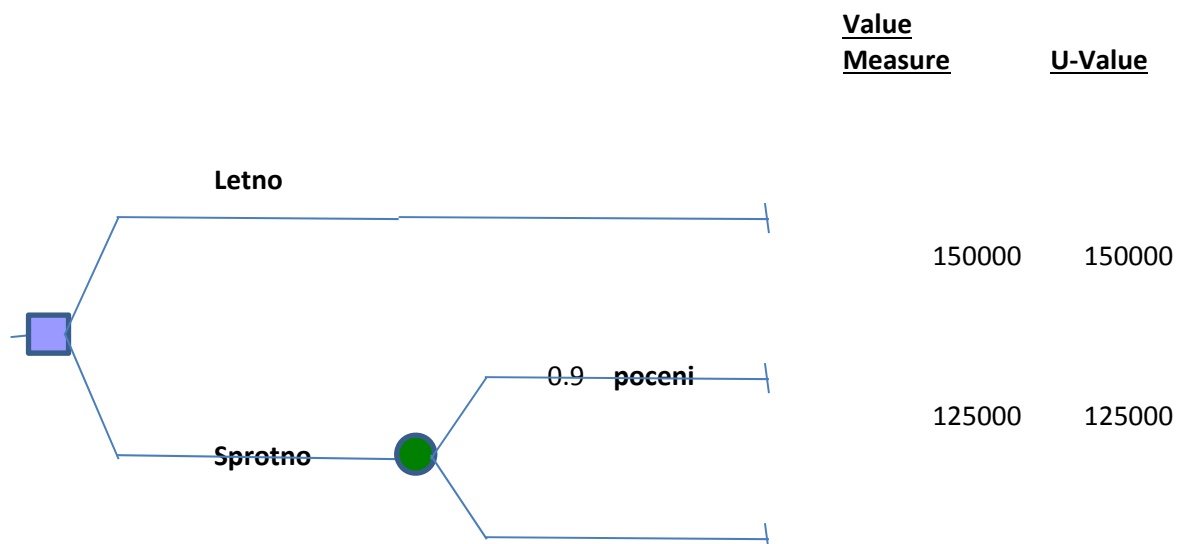 Value
Measure U-Value
Letno
150000 150000
0.9 poceni
125000 125000
Sprotno